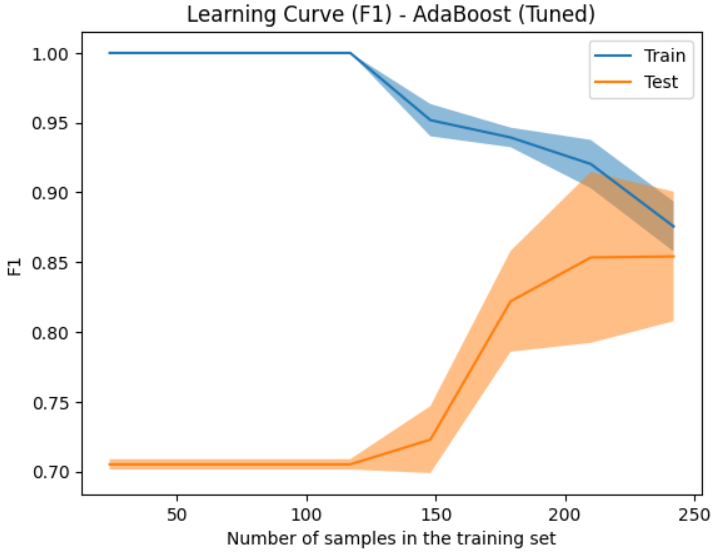 Learning Curve (F1) - AdaBoost (Tuned)
Train
Test
1.00
0.95
0.90
0.85
0.80
0.75
0.70
F1
50
100
150
200
250
Number of samples in the training set